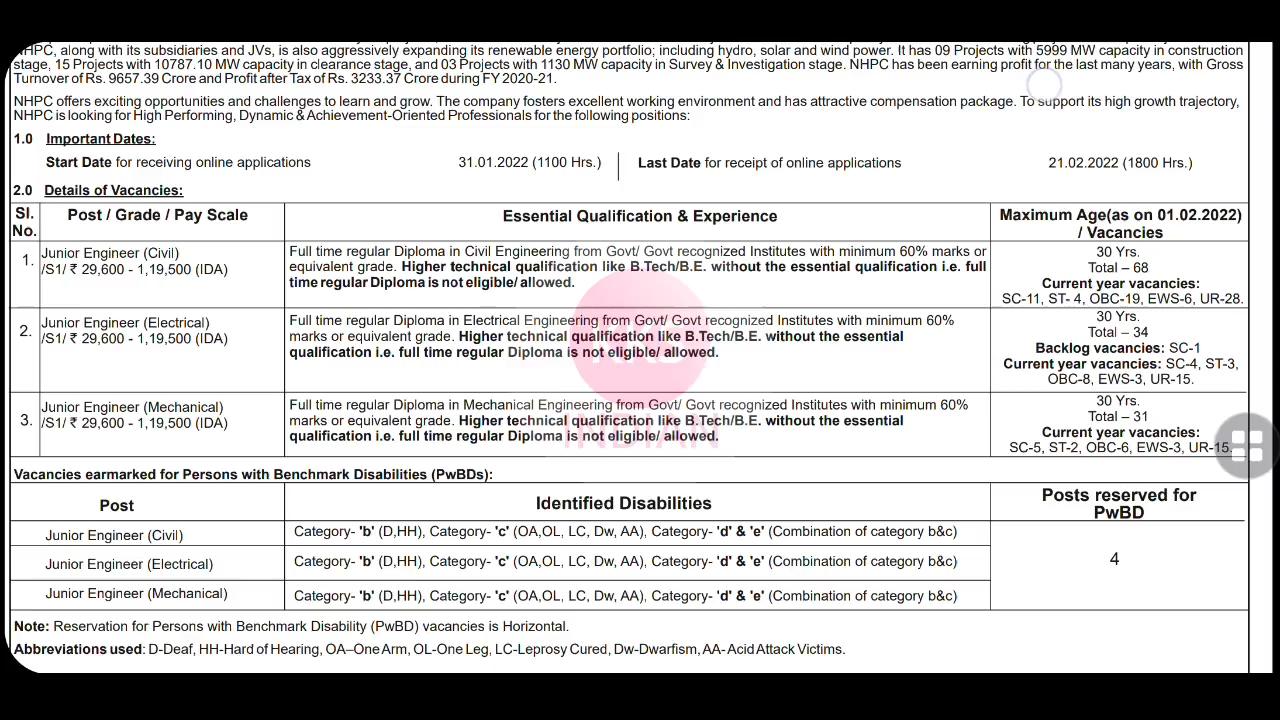 NHPC, along with its subsidiaries and JVs, is also aggressively expanding its renewable energy portfolio; including hydro, solar and wind power. It has 09 Projects with 5999 MW capacity in construction
stage, 15 Projects with 10787.10 MW capacity in clearance stage, and 03 Projects with 1130 MW capacity in Survey & Investigation stage. NHPC has been earning profit for the last many years, with Gross
Turnover of Rs. 9657.39 Crore and Profit after Tax of Rs. 3233.37 Crore during FY 2020-21.
NHPC offers exciting opportunities and challenges to learn and grow. The company fosters excellent working environment and has attractive compensation package. To support its high growth trajectory,
NHPC is looking for High Performing, Dynamic & Achievement-Oriented Professionals for the following positions:
1.0 Important Dates:
Start Date for receiving online applications 31.01.2022 (1100 Hrs.) Last Date for receipt of online applications 21.02.2022 (1800 Hrs.)
2.0 Details of Vacancies:
Sl. No. Post / Grade / Pay Scale Essential Qualification & Experience Maximum Age(as on 01.02.2022) / Vacancies
1. Junior Engineer (Civil)
/S1/ ₹ 29,600 - 1,19,500 (IDA)
Full time regular Diploma in Civil Engineering from Govt/ Govt recognized Institutes with minimum 60% marks or
equivalent grade. Higher technical qualification like B.Tech/B.E. without the essential qualification i.e. full
time regular Diploma is not eligible/ allowed.
30 Yrs.
Total – 68
Current year vacancies:
SC-11, ST- 4, OBC-19, EWS-6, UR-28.
2. Junior Engineer (Electrical)
/S1/ ₹ 29,600 - 1,19,500 (IDA)
Full time regular Diploma in Electrical Engineering from Govt/ Govt recognized Institutes with minimum 60%
marks or equivalent grade. Higher technical qualification like B.Tech/B.E. without the essential
qualification i.e. full time regular Diploma is not eligible/ allowed.
30 Yrs.
Total – 34
Backlog vacancies: SC-1
Current year vacancies: SC-4, ST-3,
OBC-8, EWS-3, UR-15.
3. Junior Engineer (Mechanical)
/S1/ ₹ 29,600 - 1,19,500 (IDA)
Full time regular Diploma in Mechanical Engineering from Govt/ Govt recognized Institutes with minimum 60%
marks or equivalent grade. Higher technical qualification like B.Tech/B.E. without the essential
qualification i.e. full time regular Diploma is not eligible/ allowed.
30 Yrs.
Total – 31
Current year vacancies:
SC-5, ST-2, OBC-6, EWS-3, UR-15.
INDIAN
Vacancies earmarked for Persons with Benchmark Disabilities (PwBDs):
Post Identified Disabilities Posts reserved for PwBD
Junior Engineer (Civil) Category- 'b' (D,HH), Category- 'c' (OA,OL, LC, Dw, AA), Category- 'd' & 'e' (Combination of category b&c)
Junior Engineer (Electrical) Category- 'b' (D,HH), Category- 'c' (OA,OL, LC, Dw, AA), Category- 'd' & 'e' (Combination of category b&c) 4
Junior Engineer (Mechanical) Category- 'b' (D,HH), Category- 'c' (OA,OL, LC, Dw, AA), Category- 'd' & 'e' (Combination of category b&c)
Note: Reservation for Persons with Benchmark Disability (PwBD) vacancies is Horizontal.
Abbreviations used: D-Deaf, HH-Hard of Hearing, OA–One Arm, OL-One Leg, LC-Leprosy Cured, Dw-Dwarfism, AA- Acid Attack Victims.